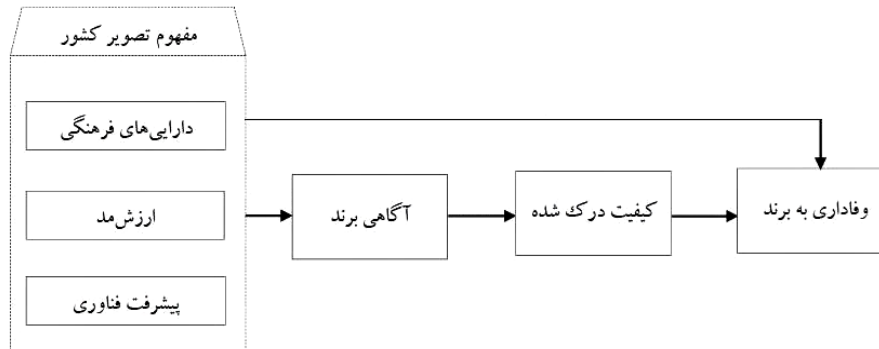 مفهوم تصویر کشور
دارایی‌های فرهنگی
ارزش‌مد
پیشرفت فناوری
آگاهی برند
کیفیت درک شده
وفاداری به برند